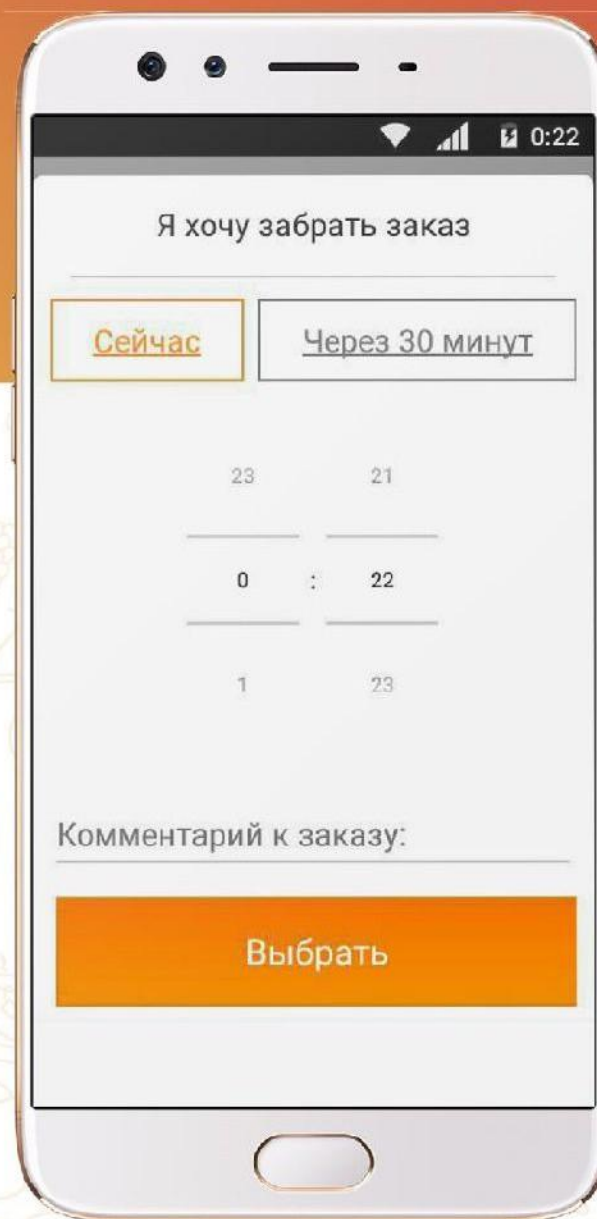 0:22
Я хочу забрать заказ
Сейчас Через 30 минут
23 21
0 : 22
1 23
Комментарий к заказу:
Выбрать